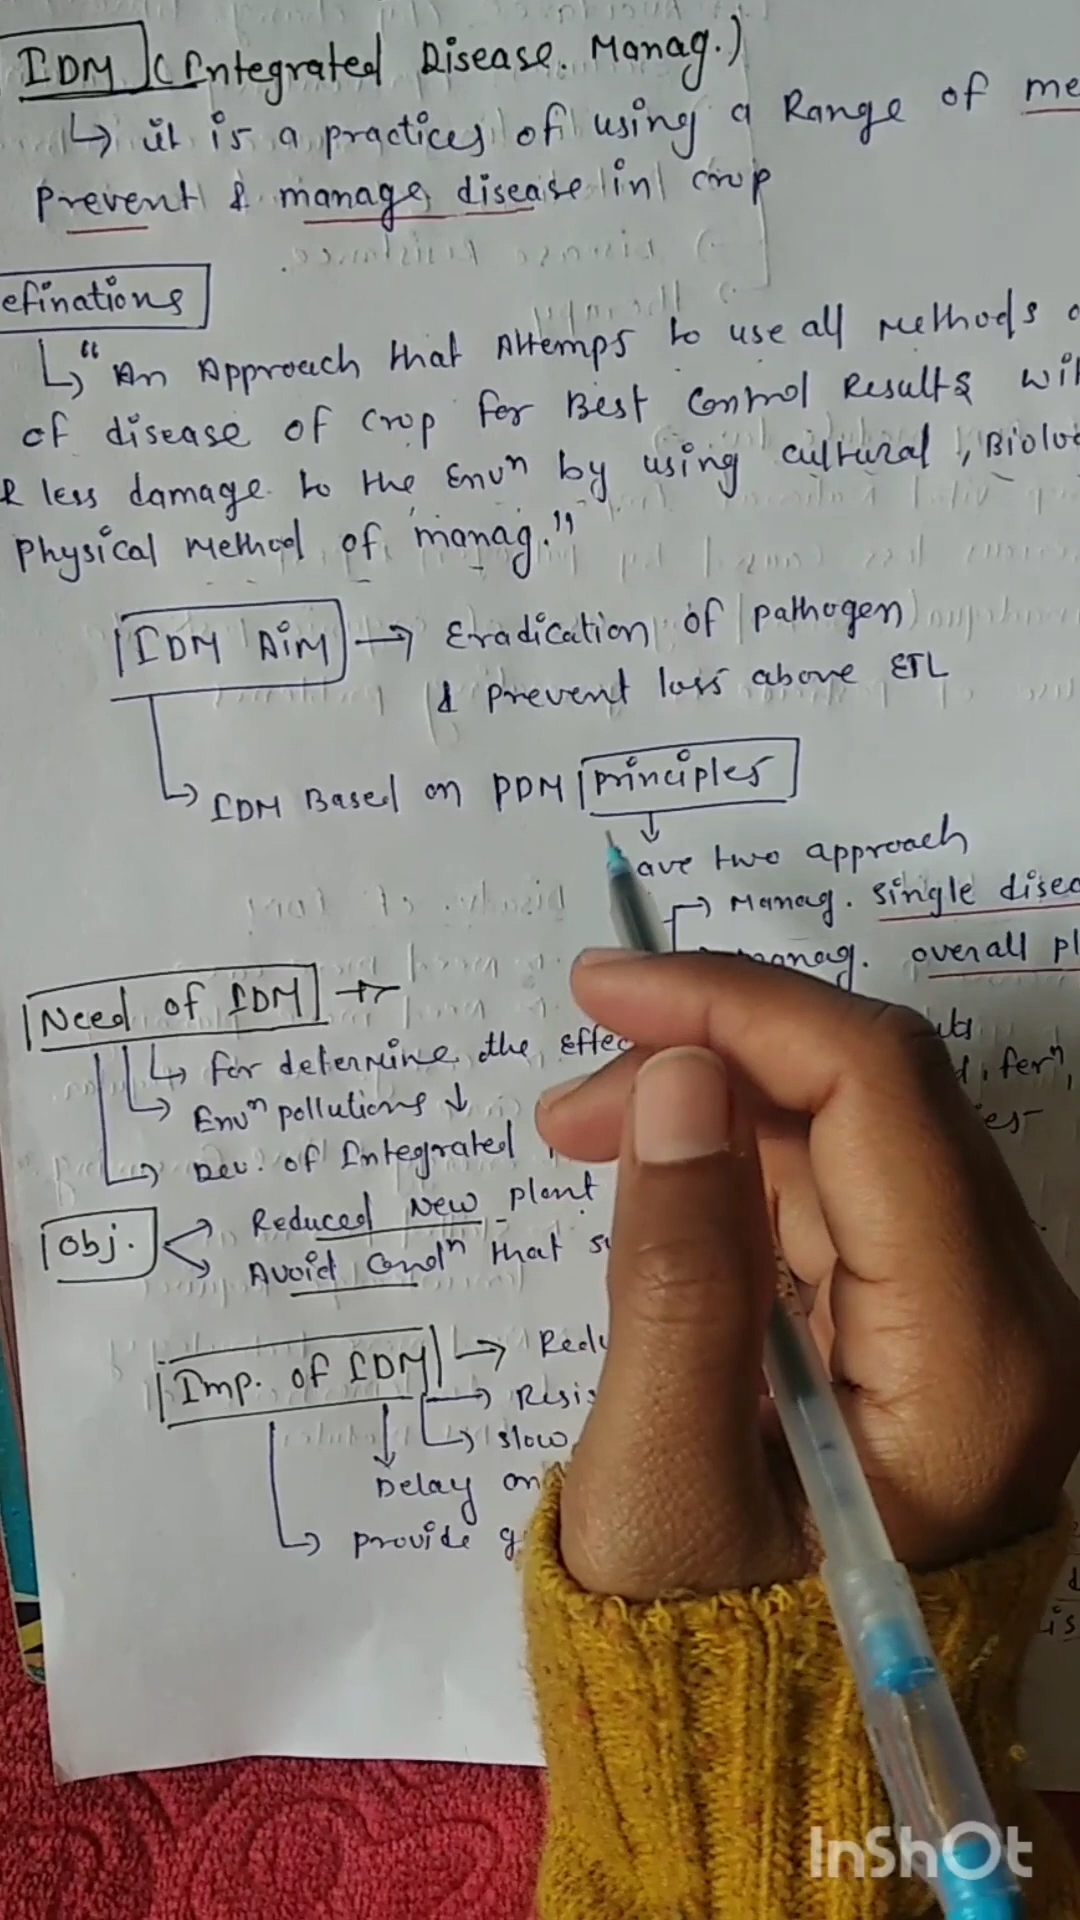 IDM (Integrated Disease. Manag.)
↳ it is a practices of using a Range of me
Prevent & manage disease in crop
efinations
↳ "An Approach that Attemps to use all methods
of disease of crop for Best Control Results wit
& less damage to the Envⁿ by using cultural, Biolo
Physical method of manag."
IDM Aim → Eradication of pathogen
& prevent loss above ETL
↳ IDM Based on PDM principles
↓
ave two approach
→ Manag. single disea
manag. overall pl
Need of IDM →
↳ for determine the effec
↳ Envⁿ pollutions ↓
ferⁿ,
↳ Dev. of Integrated
Obj. Reduced New plant
Avoid Condⁿ that s
Imp. of IDM → Redu
→ Resis
↳ slow
Delay on
↳ provide g
InShOt